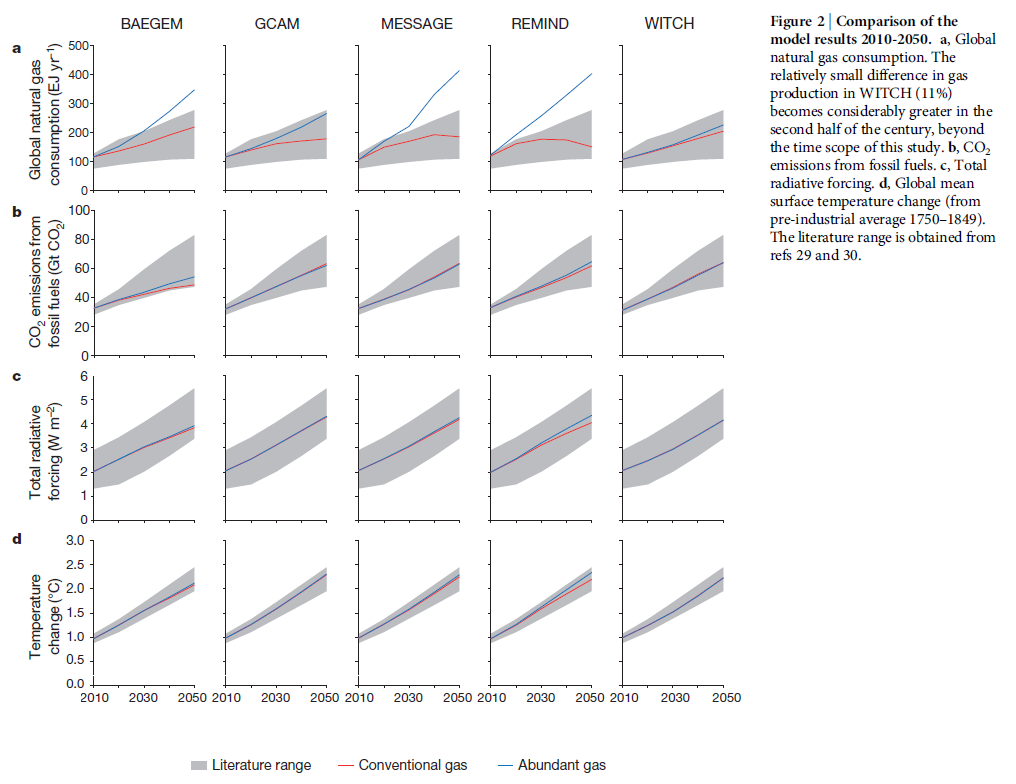 BAEGEM GCAM MESSAGE REMIND WITCH
a
Global natural gas
consumption (EJ yr⁻¹)
500
400
300
200
100
0
b
CO₂ emissions from
fossil fuels (Gt CO₂)
100
80
60
40
20
0
c
Total radiative
forcing (W m⁻²)
6
5
4
3
2
1
0
d
Temperature
change (°C)
3.0
2.5
2.0
1.5
1.0
0.5
0.0
2010 2030 2050 2010 2030 2050 2010 2030 2050 2010 2030 2050 2010 2030 2050
Literature range Conventional gas Abundant gas
Figure 2 | Comparison of the
model results 2010-2050. a, Global
natural gas consumption. The
relatively small difference in gas
production in WITCH (11%)
becomes considerably greater in the
second half of the century, beyond
the time scope of this study. b, CO₂
emissions from fossil fuels. c, Total
radiative forcing. d, Global mean
surface temperature change (from
pre-industrial average 1750–1849).
The literature range is obtained from
refs 29 and 30.